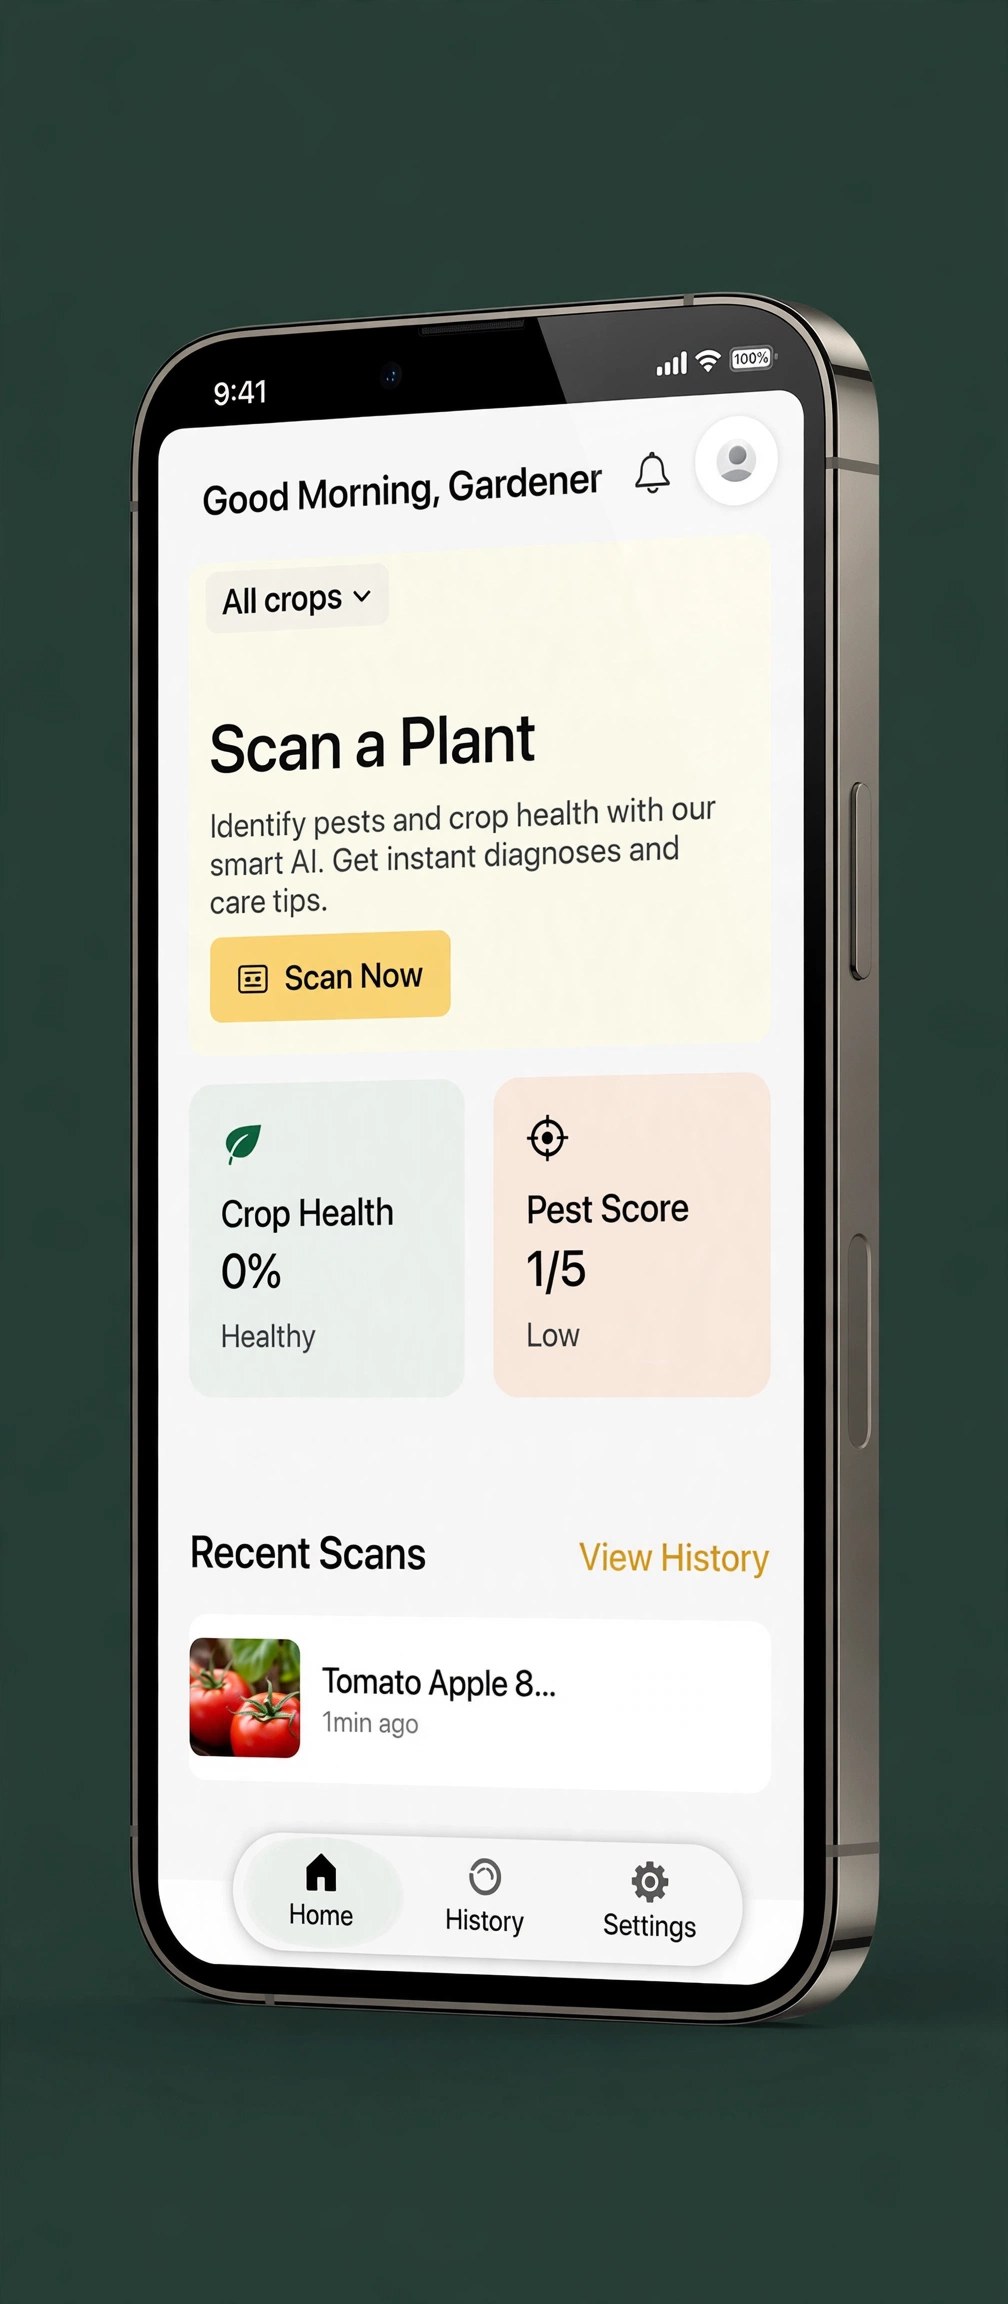 9:41
100%
Good Morning, Gardener
All crops
Scan a Plant
Identify pests and crop health with our
smart AI. Get instant diagnoses and
care tips.
Scan Now
Crop Health
0%
Healthy
Pest Score
1/5
Low
Recent Scans
View History
Tomato Apple 8...
1min ago
Home
History
Settings